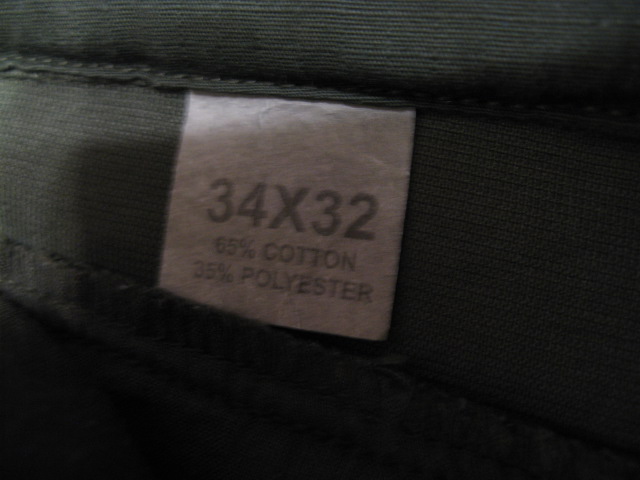 34X32
65% COTTON
35% POLYESTER